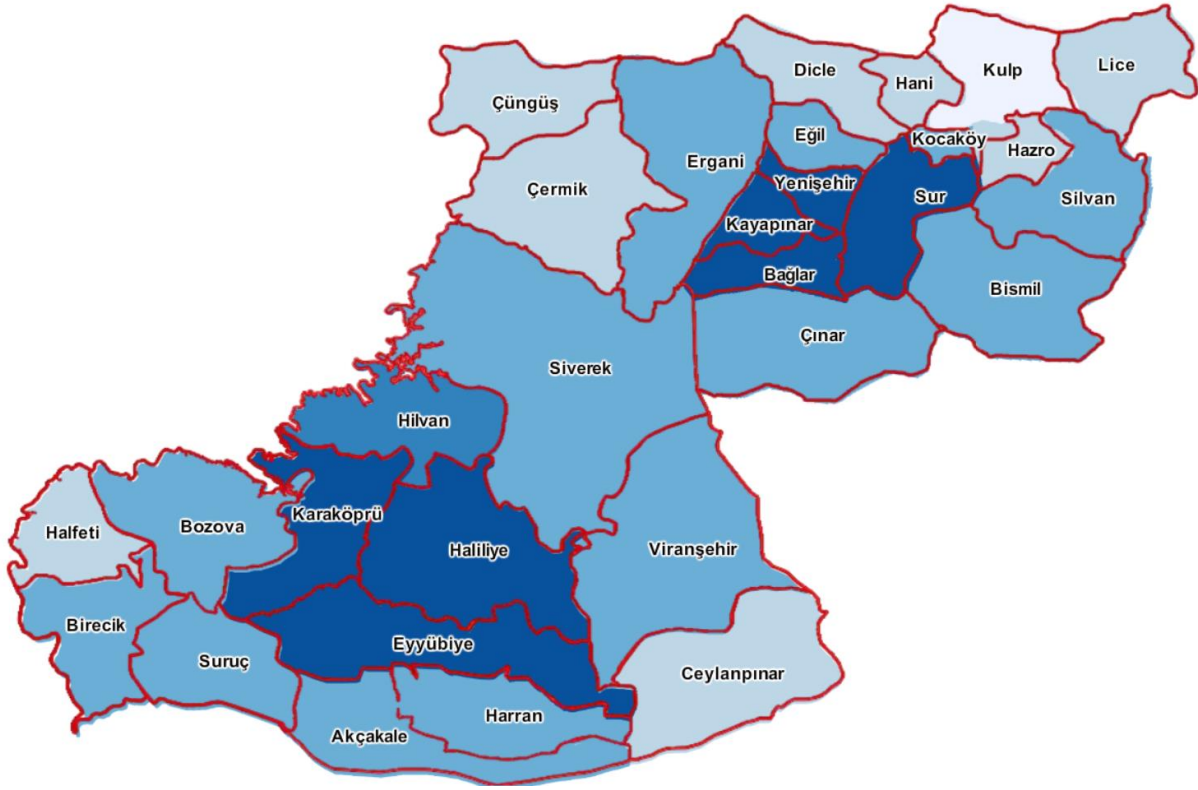 Kulp
Lice
Dicle
Hani
Çüngüş
Eğil
Kocaköy
Hazro
Ergani
Yenişehir
Çermik
Sur
Silvan
Kayapınar
Bağlar
Bismil
Çınar
Siverek
Hilvan
Karaköprü
Bozova
Halfeti
Haliliye
Viranşehir
Birecik
Eyyübiye
Suruç
Ceylanpınar
Harran
Akçakale